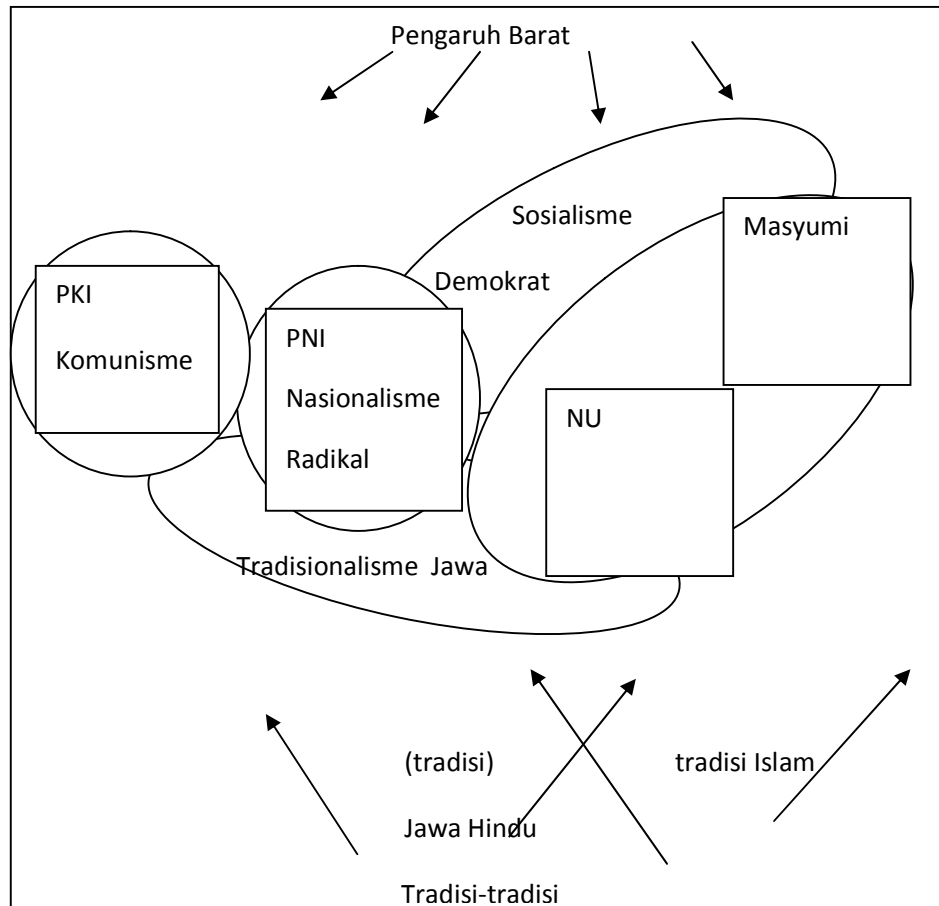 Pengaruh Barat
Sosialisme
Masyumi
Demokrat
PKI
Komunisme
PNI
Nasionalisme
Radikal
NU
Tradisionalisme Jawa
(tradisi)
tradisi Islam
Jawa Hindu
Tradisi-tradisi